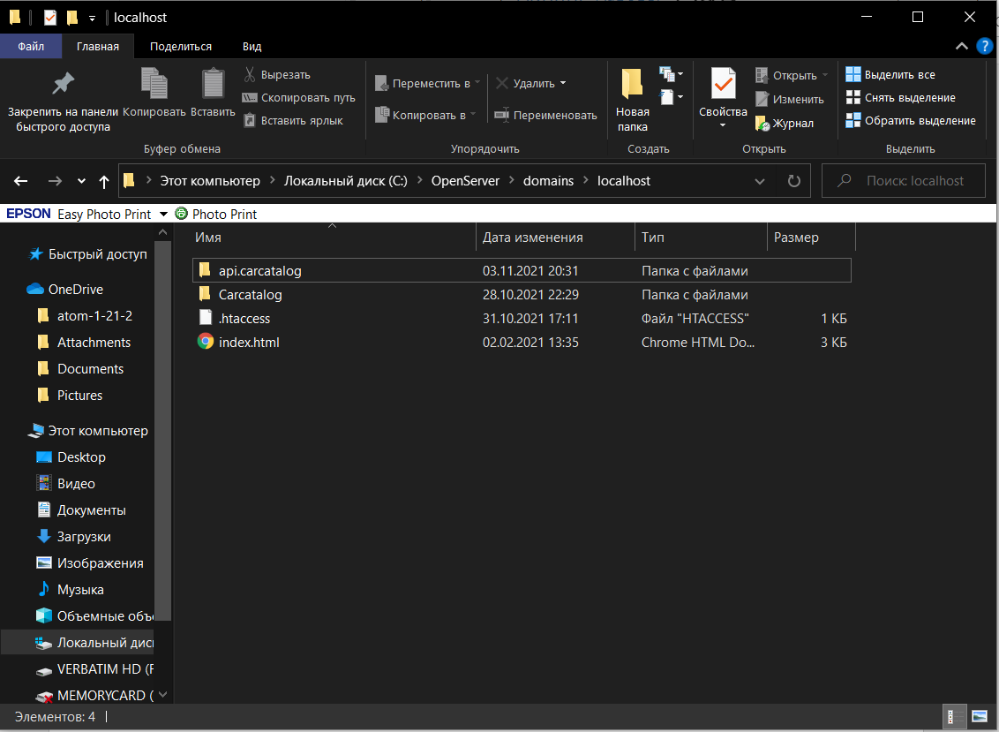 localhost
Файл Главная Поделиться Вид
Закрепить на панели быстрого доступа
Копировать
Вставить
Вырезать
Скопировать путь
Вставить ярлык
Буфер обмена
Переместить в
Копировать в
Удалить
Переименовать
Упорядочить
Новая папка
Создать
Свойства
Открыть
Изменить
Журнал
Открыть
Выделить все
Снять выделение
Обратить выделение
Выделить
Этот компьютер Локальный диск (C:) OpenServer domains localhost
Поиск: localhost
EPSON Easy Photo Print Photo Print
Имя Дата изменения Тип Размер
api.carcatalog 03.11.2021 20:31 Папка с файлами
Carcatalog 28.10.2021 22:29 Папка с файлами
.htaccess 31.10.2021 17:11 Файл "HTACCESS" 1 КБ
index.html 02.02.2021 13:35 Chrome HTML Do... 3 КБ
Быстрый доступ
OneDrive
atom-1-21-2
Attachments
Documents
Pictures
Этот компьютер
Desktop
Видео
Документы
Загрузки
Изображения
Музыка
Объемные объ
Локальный дис
VERBATIM HD (F
MEMORYCARD (
Элементов: 4